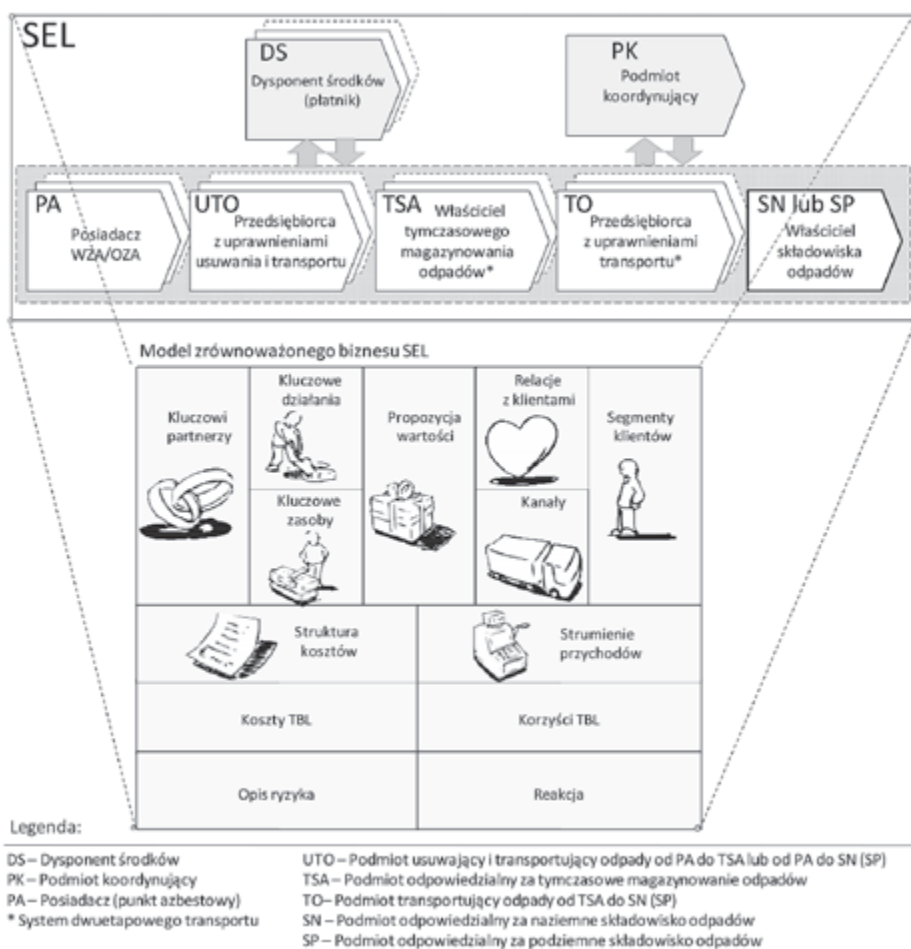 SEL
DS
Dysponent środków
(płatnik)
PK
Podmiot
koordynujący
PA
Posiadacz
WZA/OZA
UTO
Przedsiębiorca
z uprawnieniami
usuwania i transportu
TSA
Właściciel
tymczasowego
magazynowania
odpadów*
TO
Przedsiębiorca
z uprawnieniami
transportu*
SN lub SP
Właściciel
składowiska
odpadów
Model zrównoważonego biznesu SEL
Kluczowi
partnerzy
Kluczowe
działania
Kluczowe
zasoby
Propozycja
wartości
Relacje
z klientami
Kanały
Segmenty
klientów
Struktura
kosztów
Strumienie
przychodów
Koszty TBL
Korzyści TBL
Opis ryzyka
Reakcja
Legenda:
DS – Dysponent środków
PK – Podmiot koordynujący
PA – Posiadacz (punkt azbestowy)
* System dwuetapowego transportu
UTO – Podmiot usuwający i transportujący odpady od PA do TSA lub od PA do SN (SP)
TSA – Podmiot odpowiedzialny za tymczasowe magazynowanie odpadów
TO – Podmiot transportujący odpady od TSA do SN (SP)
SN – Podmiot odpowiedzialny za naziemne składowisko odpadów
SP – Podmiot odpowiedzialny za podziemne składowisko odpadów